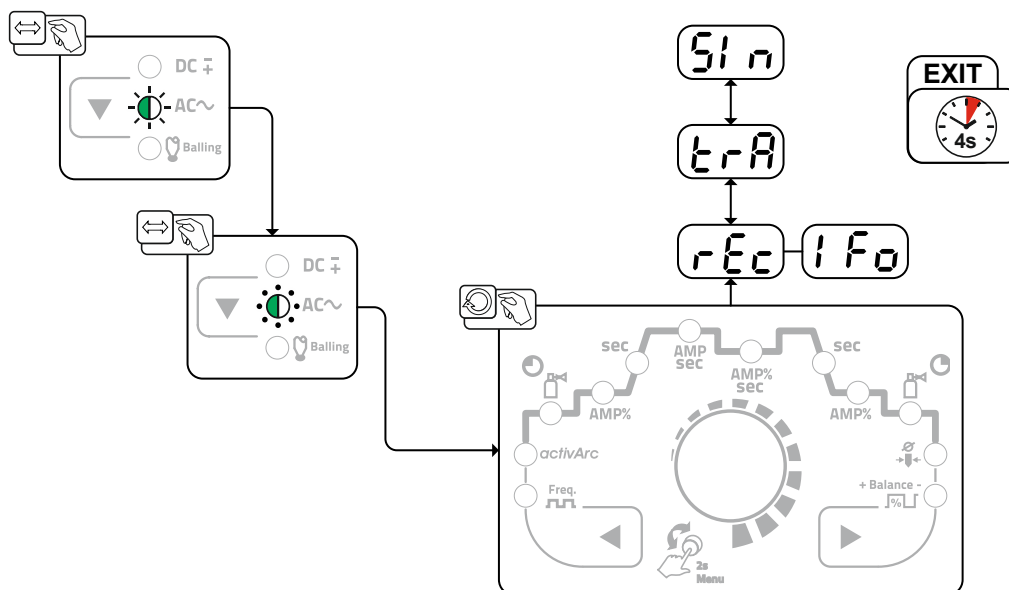 DC
AC
Balling
DC
AC
Balling
SIn
trA
rEc
IFo
EXIT
4s
sec
AMP
sec
AMP%
sec
sec
AMP%
AMP%
activArc
Freq.
+ Balance -
%
2s
Menu